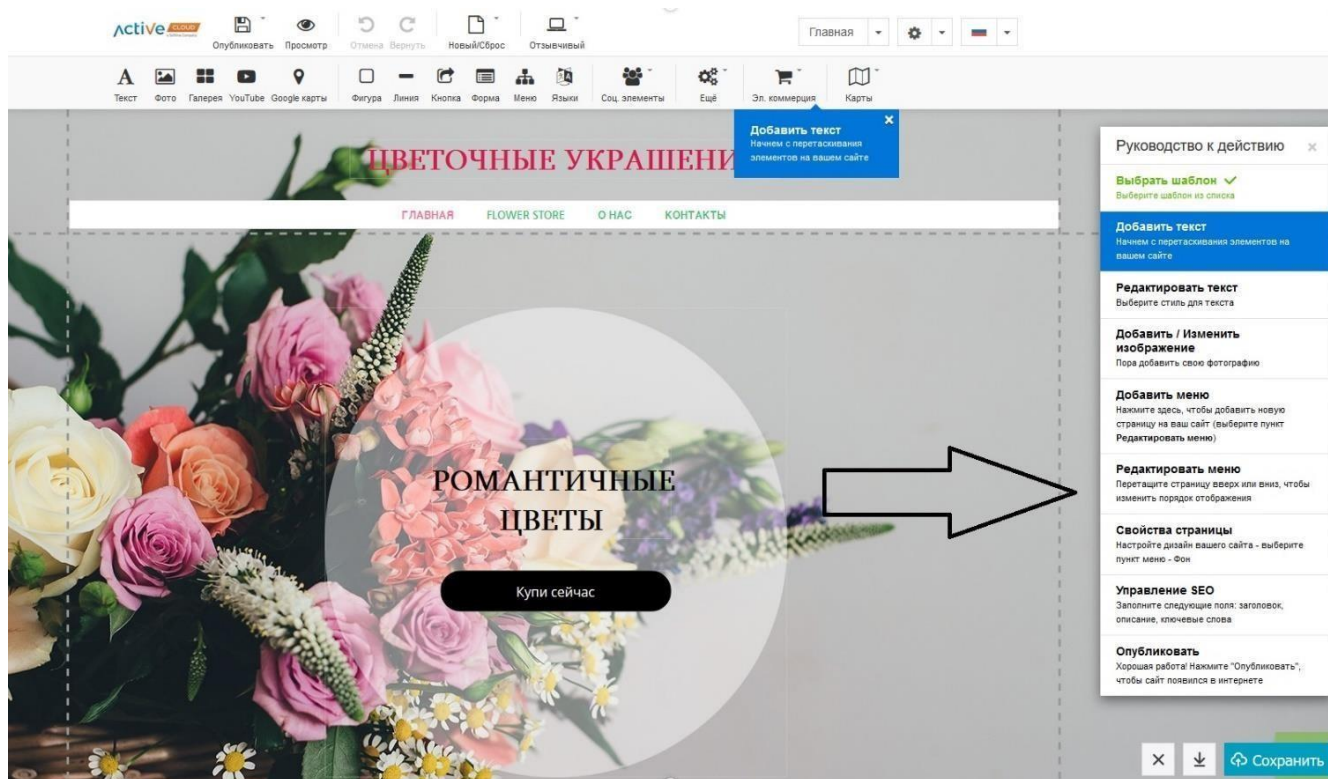 Active CLOUD
Опубликовать Просмотр Отмена Вернуть Новый/Сброс Отзывчивый Главная
Текст Фото Галерея YouTube Google карты Фигура Линия Кнопка Форма Меню Языки Соц. элементы Ещё Эл. коммерция Карты
Добавить текст
Начнем с перетаскивания
элементов на вашем сайте
ЦВЕТОЧНЫЕ УКРАШЕНИ
ГЛАВНАЯ FLOWER STORE О НАС КОНТАКТЫ
РОМАНТИЧНЫЕ
ЦВЕТЫ
Купи сейчас
Руководство к действию
Выбрать шаблон
Выберите шаблон из списка
Добавить текст
Начнем с перетаскивания элементов на
вашем сайте
Редактировать текст
Выберите стиль для текста
Добавить / Изменить
изображение
Пора добавить свою фотографию
Добавить меню
Нажмите здесь, чтобы добавить новую
страницу на ваш сайт (выберите пункт
Редактировать меню)
Редактировать меню
Перетащите страницу вверх или вниз, чтобы
изменить порядок отображения
Свойства страницы
Настройте дизайн вашего сайта - выберите
пункт меню - Фон
Управление SEO
Заполните следующие поля: заголовок,
описание, ключевые слова
Опубликовать
Хорошая работа! Нажмите "Опубликовать",
чтобы сайт появился в интернете
Сохранить